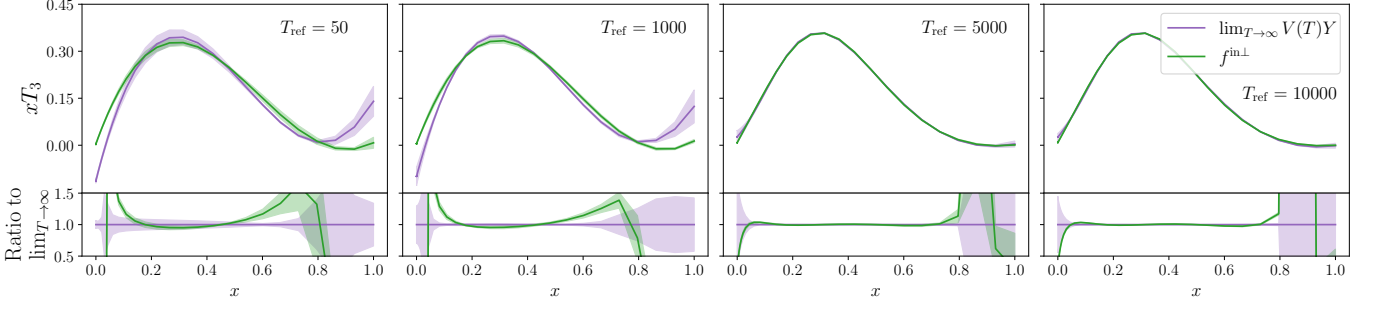 0.45
0.30
0.15
0.00
xT₃
T_ref = 50
T_ref = 1000
T_ref = 5000
lim_{T→∞} V(T)Y
f^{in⊥}
T_ref = 10000
Ratio to
lim_{T→∞}
1.5
1.0
0.5
0.0 0.2 0.4 0.6 0.8 1.0
0.0 0.2 0.4 0.6 0.8 1.0
0.0 0.2 0.4 0.6 0.8 1.0
0.0 0.2 0.4 0.6 0.8 1.0
x
x
x
x